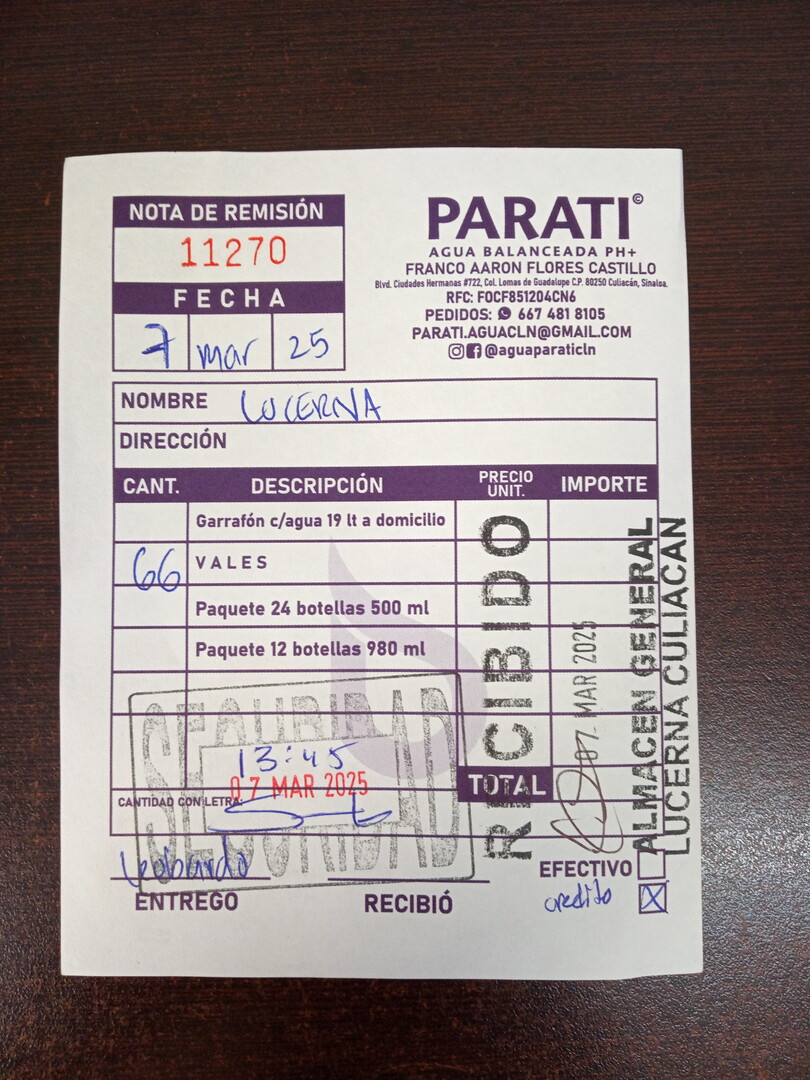 NOTA DE REMISIÓN
11270
FECHA
7 mar 25
PARATI©
AGUA BALANCEADA PH+
FRANCO AARON FLORES CASTILLO
Blvd. Ciudades Hermanas #722, Col. Lomas de Guadalupe C.P. 80250 Culiacán, Sinaloa.
RFC: FOCF851204CN6
PEDIDOS: 667 481 8105
PARATI.AGUACLN@GMAIL.COM
@aguaparaticln
NOMBRE LUCERNA
DIRECCIÓN
CANT. DESCRIPCIÓN PRECIO UNIT. IMPORTE
Garrafón c/agua 19 lt a domicilio
66 VALES
Paquete 24 botellas 500 ml
Paquete 12 botellas 980 ml
SEGURIDAD
13:45
07 MAR 2025
SEGURIDAD
RECIBIDO
07. MAR 2025
ALMACEN GENERAL
LUCERNA CULIACAN
TOTAL
CANTIDAD CON LETRA:
Leobardo
ENTREGO
RECIBIÓ
EFECTIVO
credito X